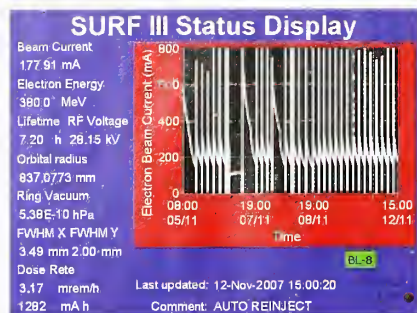 SURF III Status Display
Beam Current
177.91 mA
Electron Energy
380.0 MeV
Lifetime RF Voltage
7.20 h 28.15 kV
Orbital radius
837.0773 mm
Ring Vacuum
5.38E-10 hPa
FWHM X FWHM Y
3.49 mm 2.00 mm
Dose Rate
3.17 mrem/h
1282 mA h
Electron Beam Current (mA)
800
600
400
200
0
08:00 19:00 19:00 15:00
05/11 07/11 08/11 12/11
Time
BL-8
Last updated: 12-Nov-2007 15:00:20
Comment: AUTO REINJECT